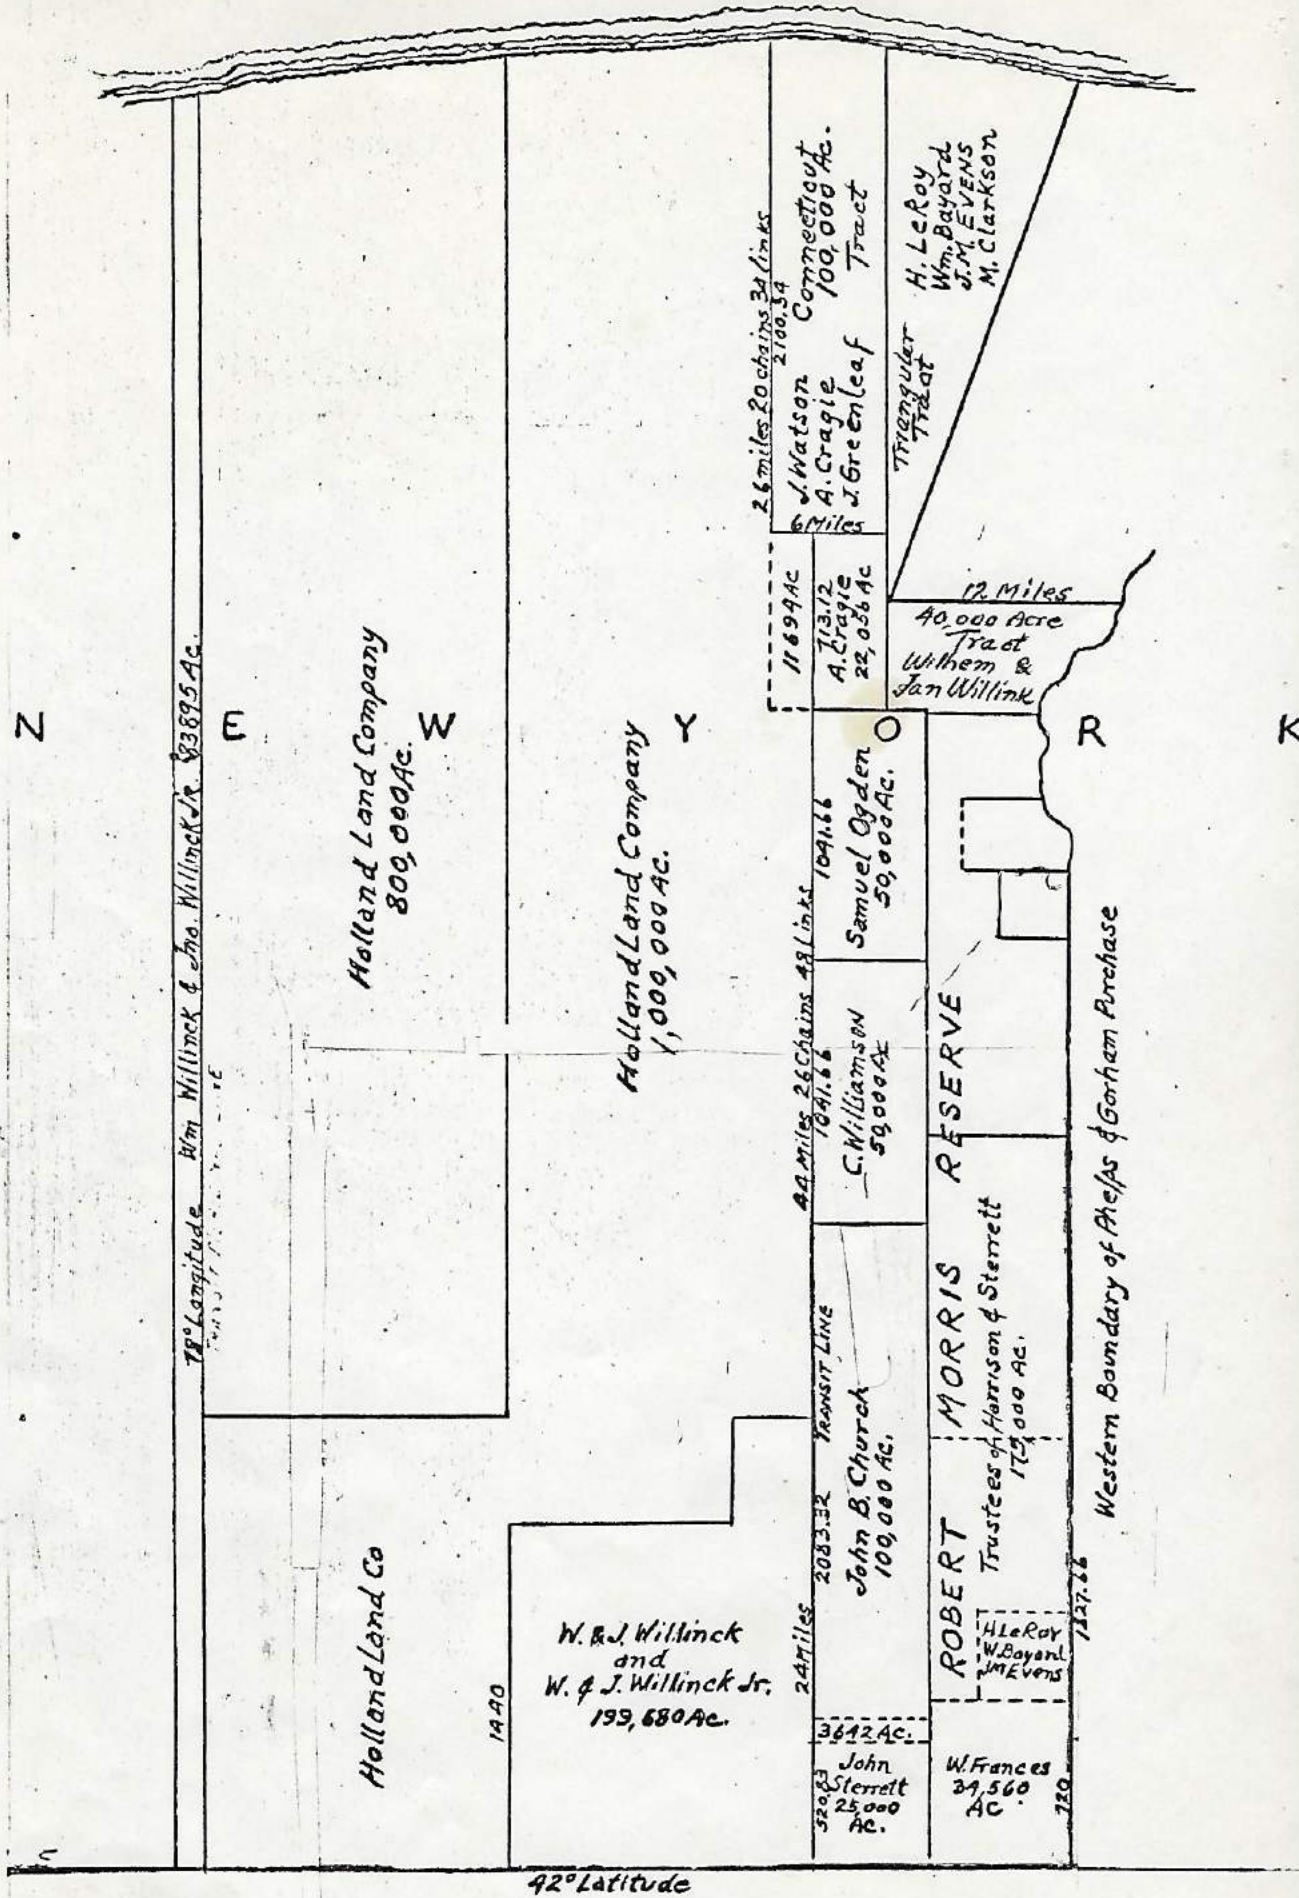 H. LeRoy
Wm. Bayard
J.M. EVENS
M. Clarkson
Triangular
Tract
Connecticut
100,000 Ac.
Tract
J. Watson
A. Cragie
J. Greenleaf
26 miles 20 chains 34 links
2100.34
6 Miles
11694 AC
713.12
A. Cragie
22,056 AC
12 Miles
40,000 Acre
Tract
Wilhem &
Jan Willink
N E W Y O R K
Holland Land Company
800,000 Ac.
Holland Land Company
1,000,000 Ac.
78° Longitude Wm Willinck & Jno. Willinck Jr. 83895 Ac.
1041.66
Samuel Ogden
50,000 Ac.
44 Miles 26 Chains 48 links
1041.66
C. Williamson
50,000 Ac
TRANSIT LINE
2083.32
John B. Church
100,000 Ac.
24 Miles
ROBERT MORRIS RESERVE
Trustees of Harrison & Sterrett
Ac.
Western Boundary of Phelps & Gorham Purchase
1327.66
H LeRoy
W. Bayard
JM Evens
Holland Land Co
1440
W. & J. Willinck
and
W. & J. Willinck Jr.
199,680 Ac.
3642 AC.
John
Sterrett
25,000
AC.
520.83
W. Frances
34,560
AC
720
42° Latitude